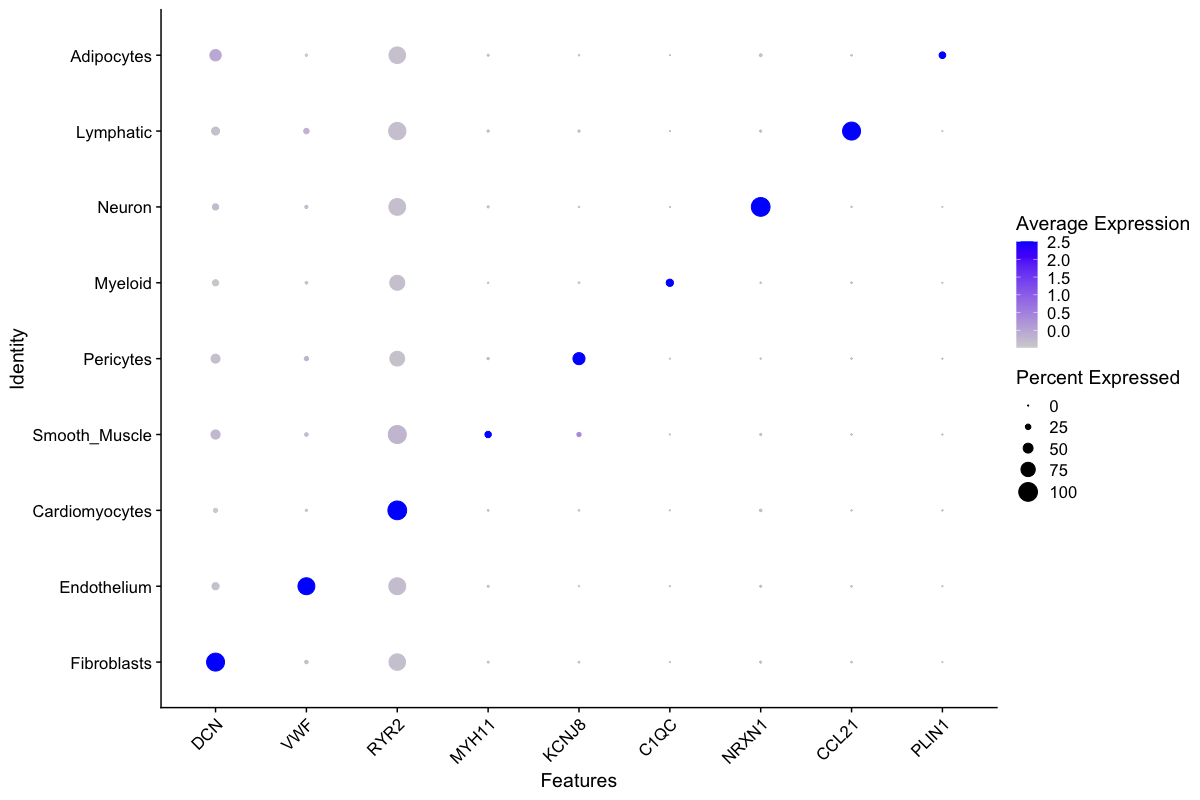 Adipocytes
Lymphatic
Neuron
Myeloid
Pericytes
Smooth_Muscle
Cardiomyocytes
Endothelium
Fibroblasts
Identity
DCN VWF RYR2 MYH11 KCNJ8 C1QC NRXN1 CCL21 PLIN1
Features
Average Expression
2.5
2.0
1.5
1.0
0.5
0.0
Percent Expressed
0
25
50
75
100